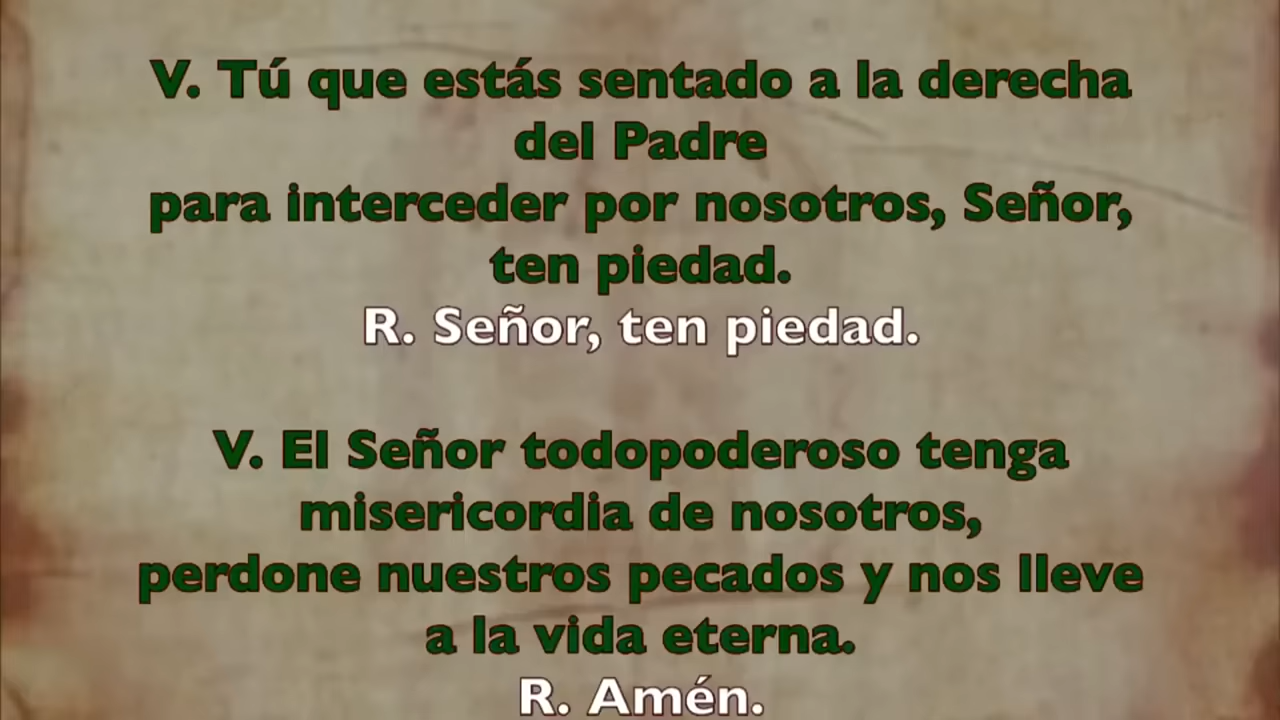 V. Tú que estás sentado a la derecha
del Padre
para interceder por nosotros, Señor,
ten piedad.
R. Señor, ten piedad.
V. El Señor todopoderoso tenga
misericordia de nosotros,
perdone nuestros pecados y nos lleve
a la vida eterna.
R. Amén.